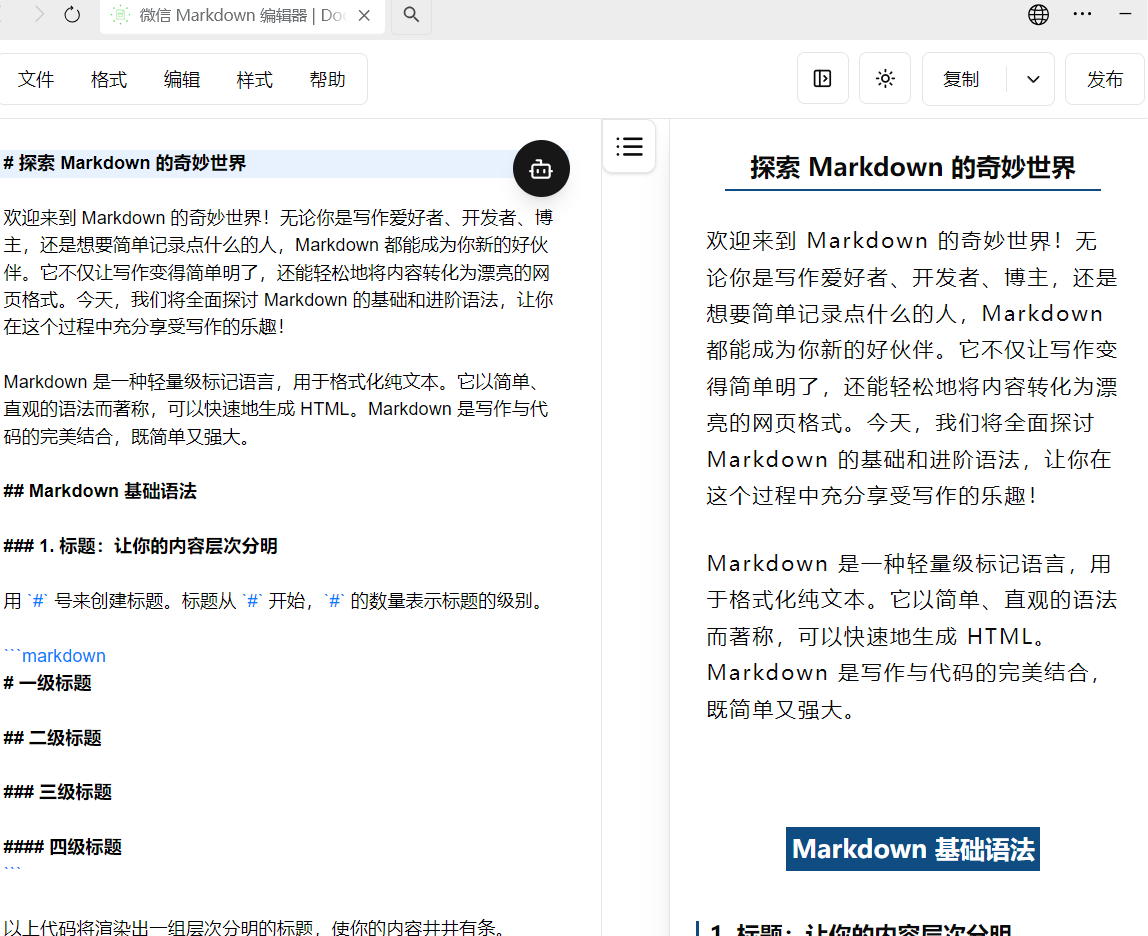 微信 Markdown 编辑器 | Doc
文件 格式 编辑 样式 帮助 复制 发布
# 探索 Markdown 的奇妙世界
欢迎来到 Markdown 的奇妙世界！无论你是写作爱好者、开发者、博
主，还是想要简单记录点什么的人，Markdown 都能成为你新的好伙
伴。它不仅让写作变得简单明了，还能轻松地将内容转化为漂亮的网
页格式。今天，我们将全面探讨 Markdown 的基础和进阶语法，让你
在这个过程中充分享受写作的乐趣！
Markdown 是一种轻量级标记语言，用于格式化纯文本。它以简单、
直观的语法而著称，可以快速地生成 HTML。Markdown 是写作与代
码的完美结合，既简单又强大。
## Markdown 基础语法
### 1. 标题：让你的内容层次分明
用 `#` 号来创建标题。标题从 `#` 开始，`#` 的数量表示标题的级别。
```markdown
# 一级标题
## 二级标题
### 三级标题
#### 四级标题
```
以上代码将渲染出一组层次分明的标题，使你的内容井井有条。
探索 Markdown 的奇妙世界
欢迎来到 Markdown 的奇妙世界！无
论你是写作爱好者、开发者、博主，还是
想要简单记录点什么的人，Markdown
都能成为你新的好伙伴。它不仅让写作变
得简单明了，还能轻松地将内容转化为漂
亮的网页格式。今天，我们将全面探讨
Markdown 的基础和进阶语法，让你在
这个过程中充分享受写作的乐趣！
Markdown 是一种轻量级标记语言，用
于格式化纯文本。它以简单、直观的语法
而著称，可以快速地生成 HTML。
Markdown 是写作与代码的完美结合，
既简单又强大。
Markdown 基础语法
1. 标题：让你的内容层次分明